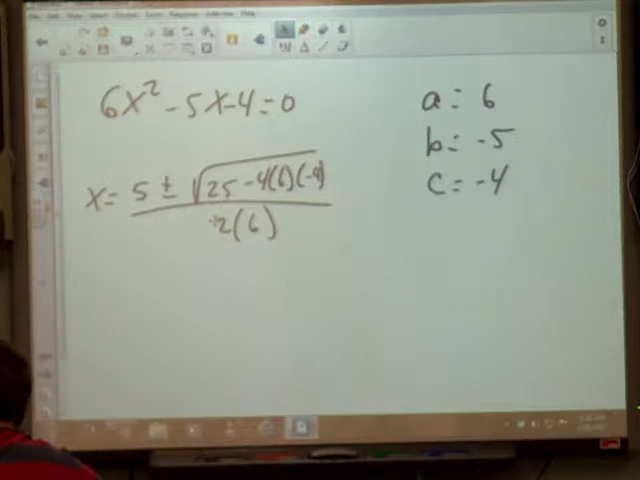 6x² - 5x - 4 = 0
a = 6
b = -5
c = -4
x = 5 ± √25 - 4(6)(-4)
2(6)